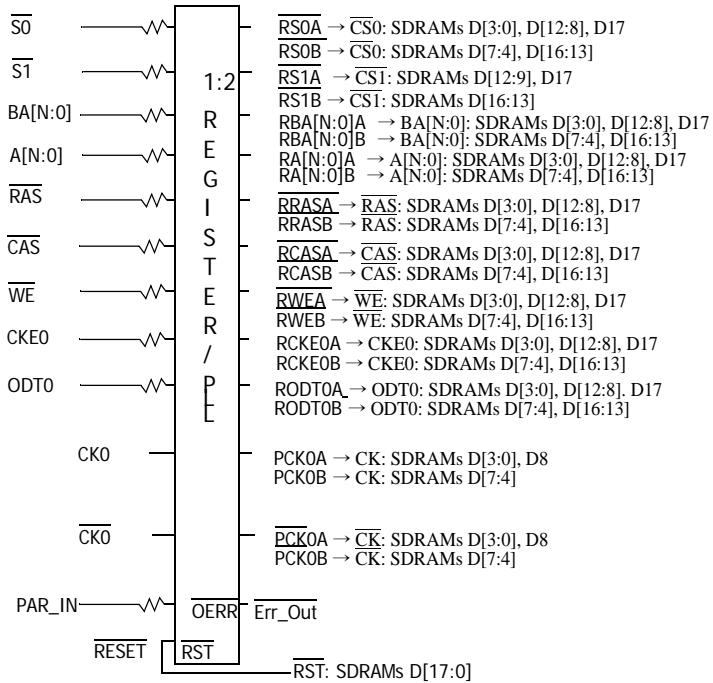 S0
RS0A → CS0: SDRAMs D[3:0], D[12:8], D17
RS0B → CS0: SDRAMs D[7:4], D[16:13]
S1
1:2
RS1A → CS1: SDRAMs D[12:9], D17
RS1B → CS1: SDRAMs D[16:13]
BA[N:0]
RBA[N:0]A → BA[N:0]: SDRAMs D[3:0], D[12:8], D17
RBA[N:0]B → BA[N:0]: SDRAMs D[7:4], D[16:13]
A[N:0]
RA[N:0]A → A[N:0]: SDRAMs D[3:0], D[12:8], D17
RA[N:0]B → A[N:0]: SDRAMs D[7:4], D[16:13]
RAS
RRASA → RAS: SDRAMs D[3:0], D[12:8], D17
RRASB → RAS: SDRAMs D[7:4], D[16:13]
CAS
RCASA → CAS: SDRAMs D[3:0], D[12:8], D17
RCASB → CAS: SDRAMs D[7:4], D[16:13]
WE
RWEA → WE: SDRAMs D[3:0], D[12:8], D17
RWEB → WE: SDRAMs D[7:4], D[16:13]
CKE0
RCKE0A → CKE0: SDRAMs D[3:0], D[12:8], D17
RCKE0B → CKE0: SDRAMs D[7:4], D[16:13]
ODT0
RODT0A → ODT0: SDRAMs D[3:0], D[12:8]. D17
RODT0B → ODT0: SDRAMs D[7:4], D[16:13]
REGISTER/PLL
CK0
PCK0A → CK: SDRAMs D[3:0], D8
PCK0B → CK: SDRAMs D[7:4]
CK0
PCK0A → CK: SDRAMs D[3:0], D8
PCK0B → CK: SDRAMs D[7:4]
PAR_IN
OERR
Err_Out
RESET
RST
RST: SDRAMs D[17:0]